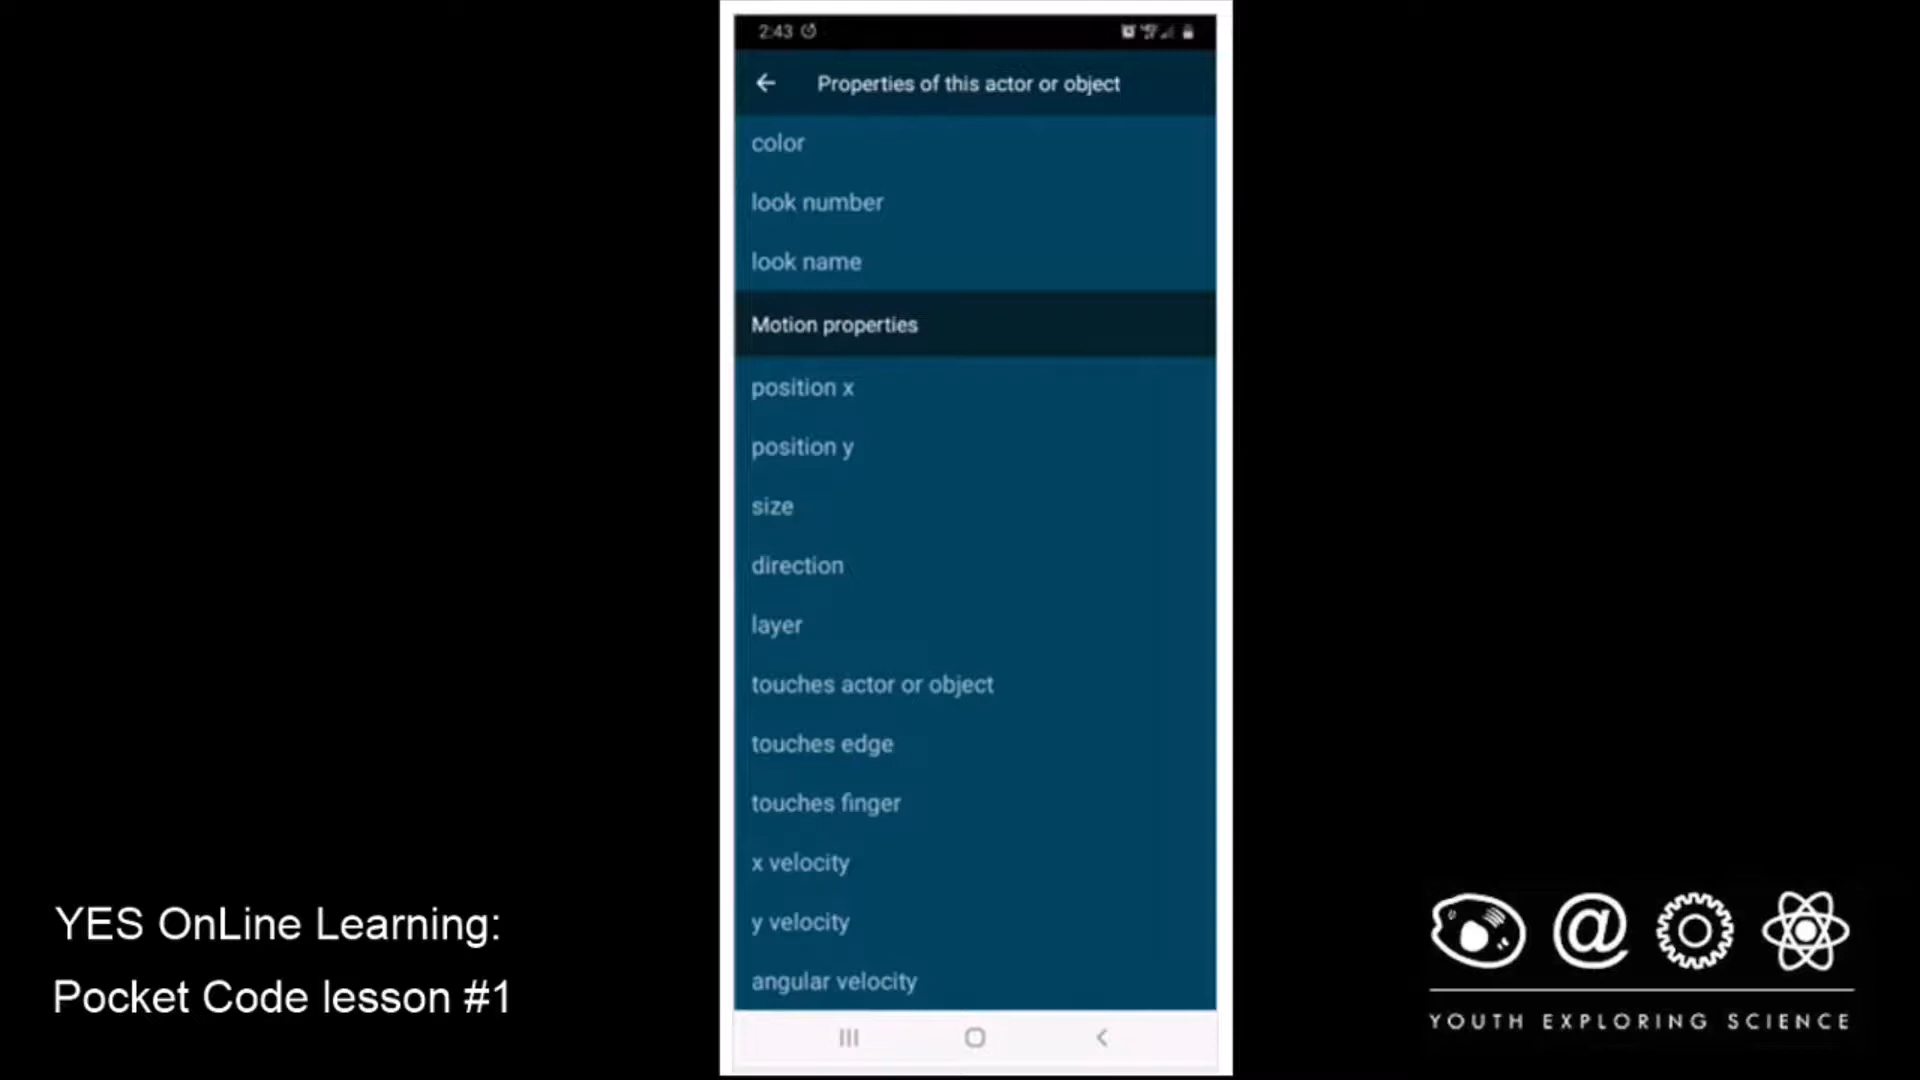 2:43
Properties of this actor or object
color
look number
look name
Motion properties
position x
position y
size
direction
layer
touches actor or object
touches edge
touches finger
x velocity
y velocity
angular velocity
YES OnLine Learning:
Pocket Code lesson #1
@
YOUTH EXPLORING SCIENCE